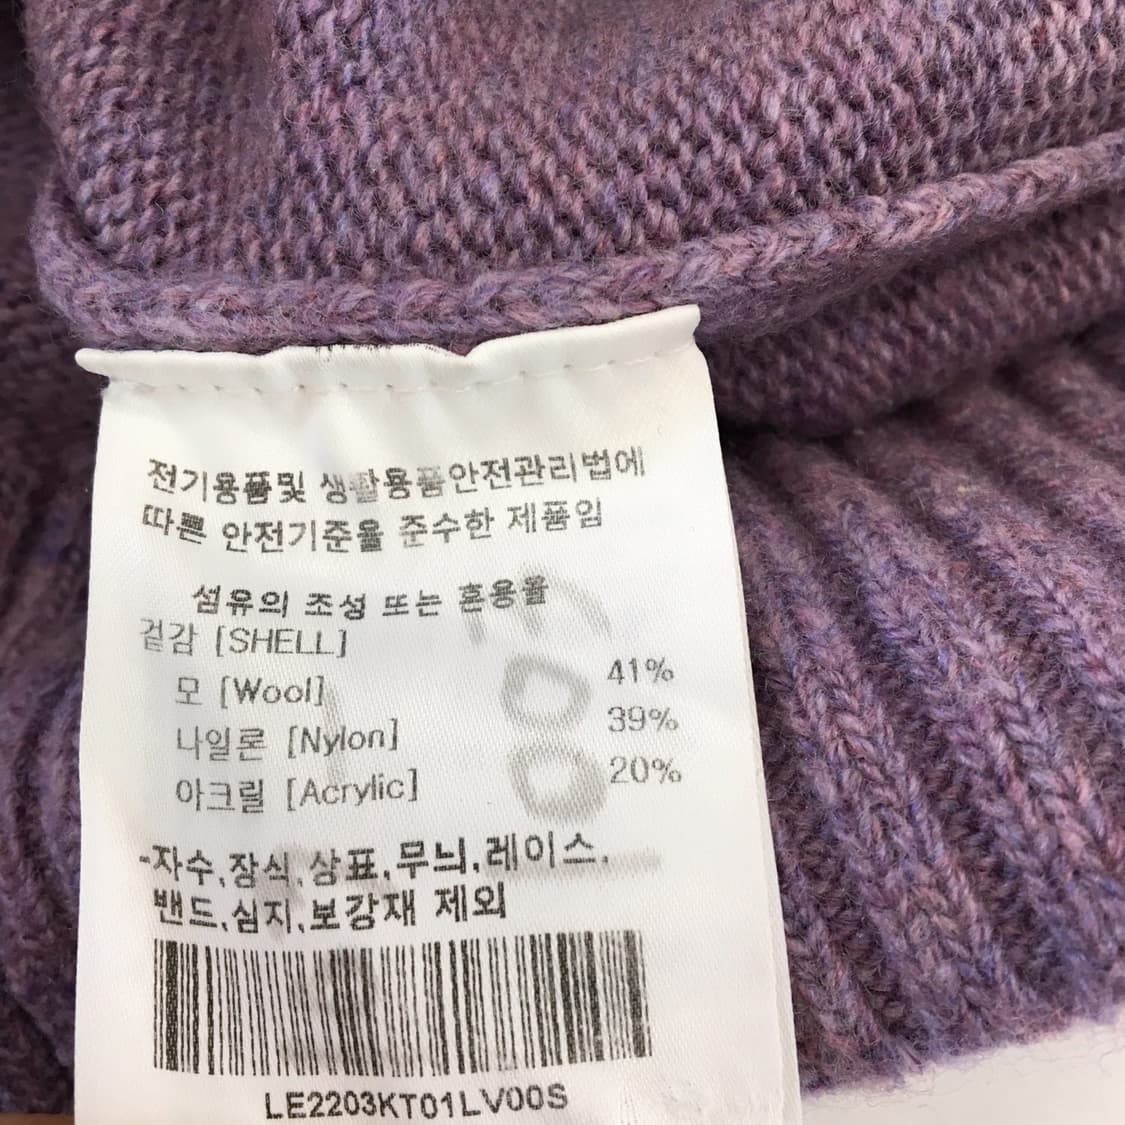 전기용품및 생활용품안전관리법에
따른 안전기준을 준수한 제품임
섬유의 조성 또는 혼용율
겉감 [SHELL]
모 [Wool] 41%
나일론 [Nylon] 39%
아크릴 [Acrylic] 20%
-자수,장식,상표,무늬,레이스,
밴드,심지,보강재 제외
LE2203KT01LV00S